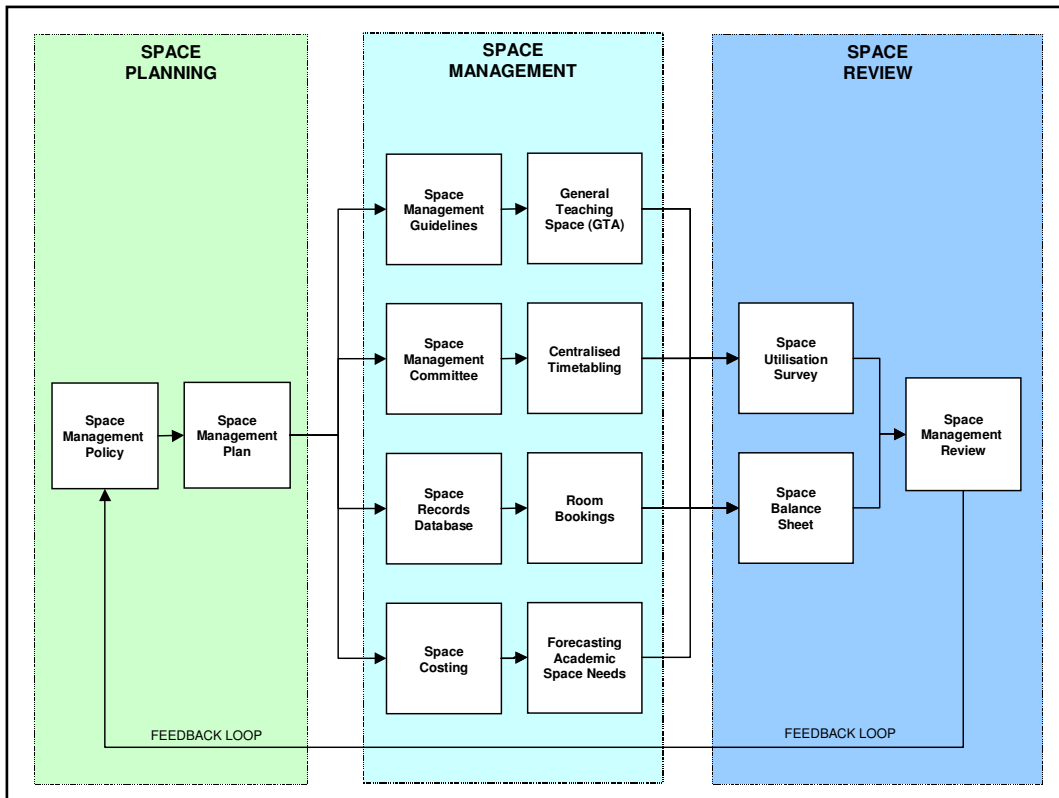 SPACE
PLANNING
SPACE
MANAGEMENT
SPACE
REVIEW
Space
Management
Policy
Space
Management
Plan
Space
Management
Guidelines
General
Teaching
Space (GTA)
Space
Management
Committee
Centralised
Timetabling
Space
Records
Database
Room
Bookings
Space
Costing
Forecasting
Academic
Space Needs
Space
Utilisation
Survey
Space
Balance
Sheet
Space
Management
Review
FEEDBACK LOOP
FEEDBACK LOOP